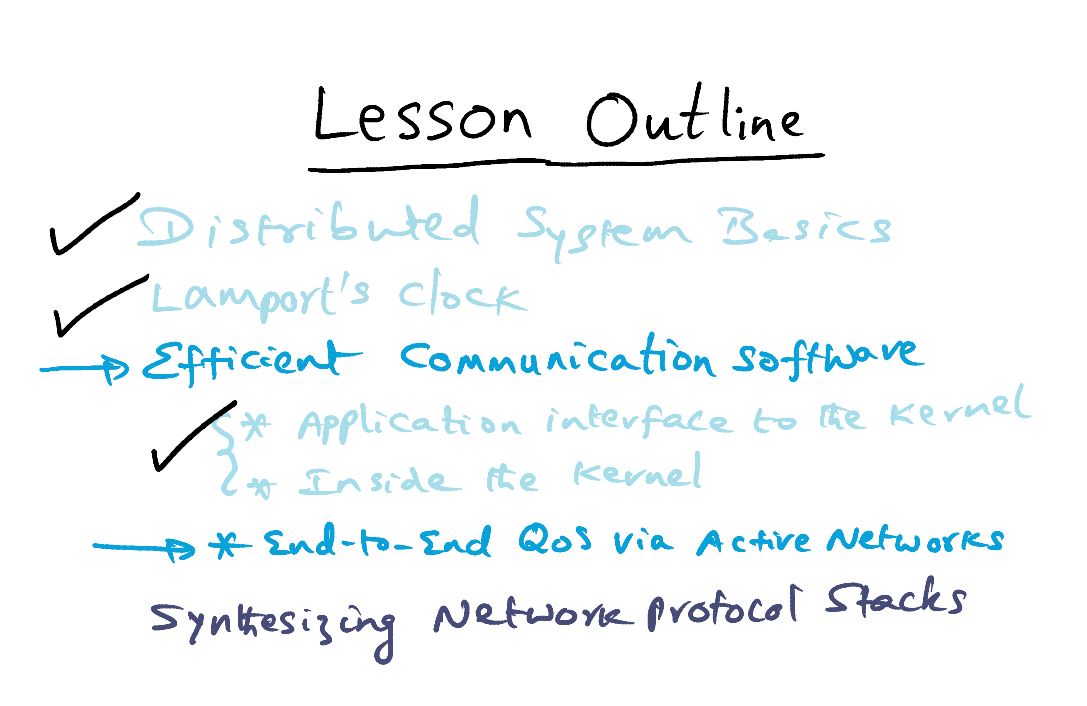 Lesson Outline
Distributed System Basics
Lamport's Clock
→ Efficient Communication software
* Application interface to the Kernel
* Inside the Kernel
→ * End-to-End QoS via Active Networks
Synthesizing Network protocol Stacks